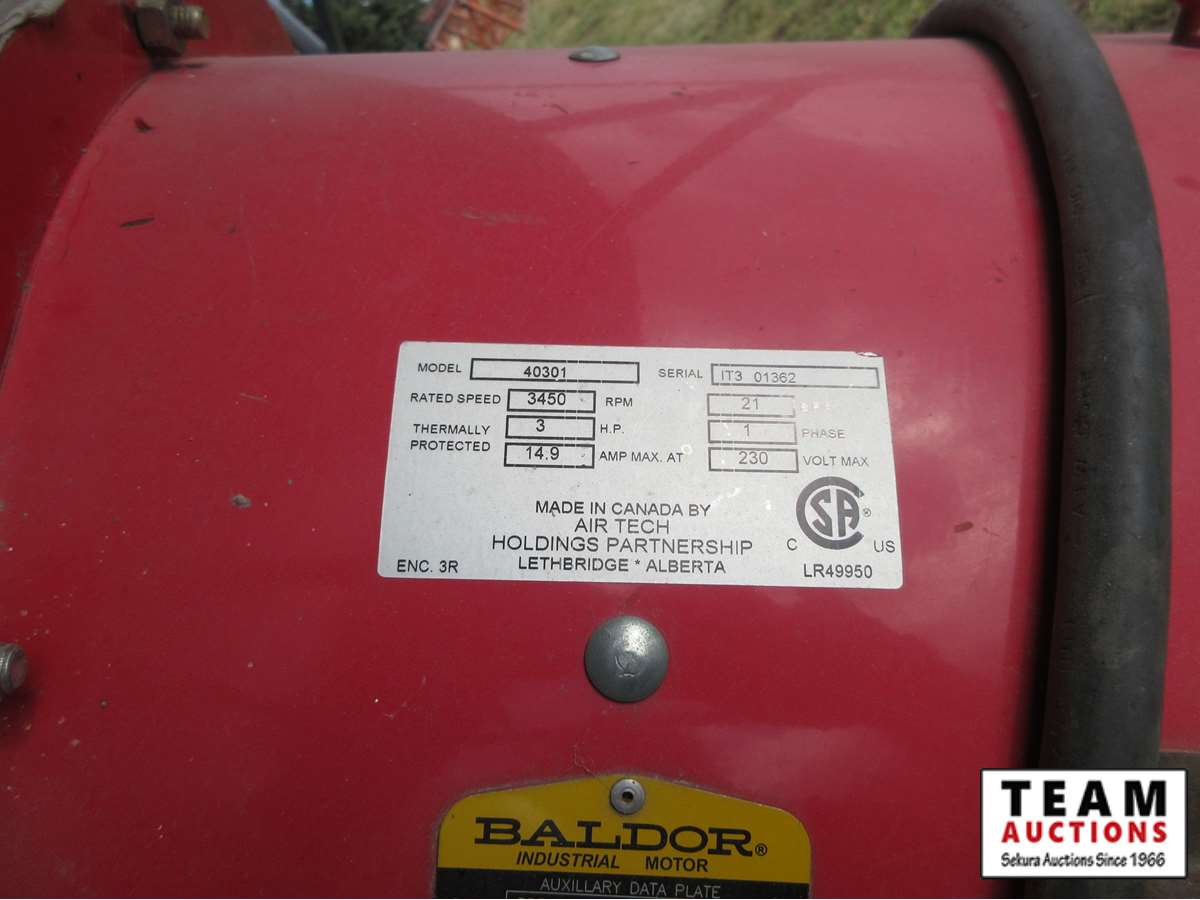 MODEL 40301 SERIAL IT3 01362
RATED SPEED 3450 RPM 21
THERMALLY PROTECTED 3 H.P. 1 PHASE
14.9 AMP MAX. AT 230 VOLT MAX
MADE IN CANADA BY
AIR TECH
HOLDINGS PARTNERSHIP
LETHBRIDGE * ALBERTA
ENC. 3R
CSA ®
C US
LR49950
BALDOR®
INDUSTRIAL MOTOR
AUXILLARY DATA PLATE
TEAM
AUCTIONS
Sekura Auctions Since 1966